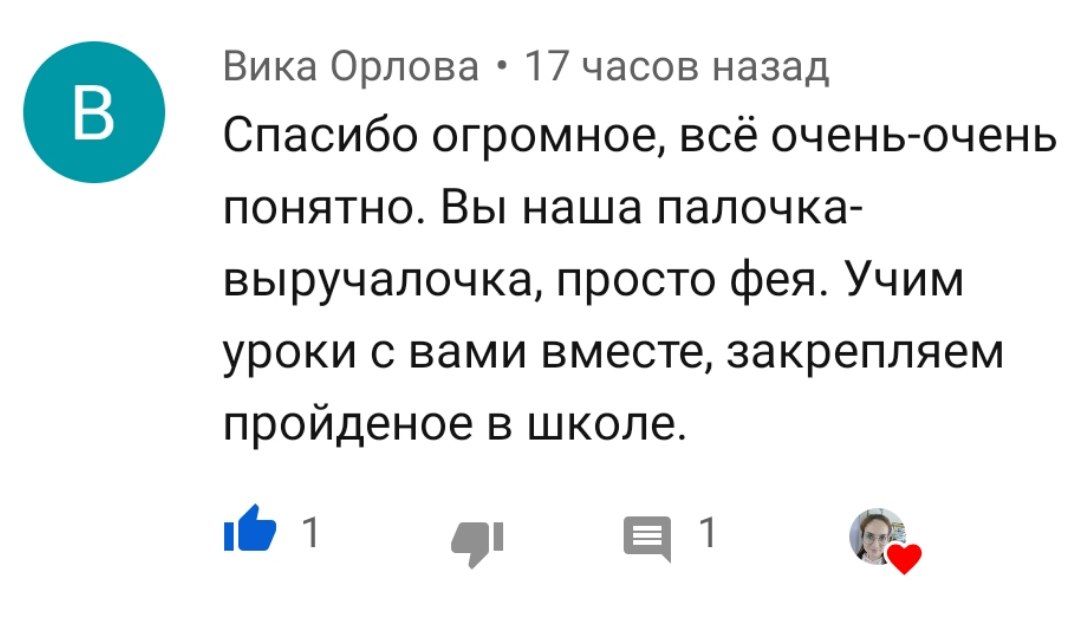 В
Вика Орлова • 17 часов назад
Спасибо огромное, всё очень-очень
понятно. Вы наша палочка-
выручалочка, просто фея. Учим
уроки с вами вместе, закрепляем
пройденое в школе.
1 1